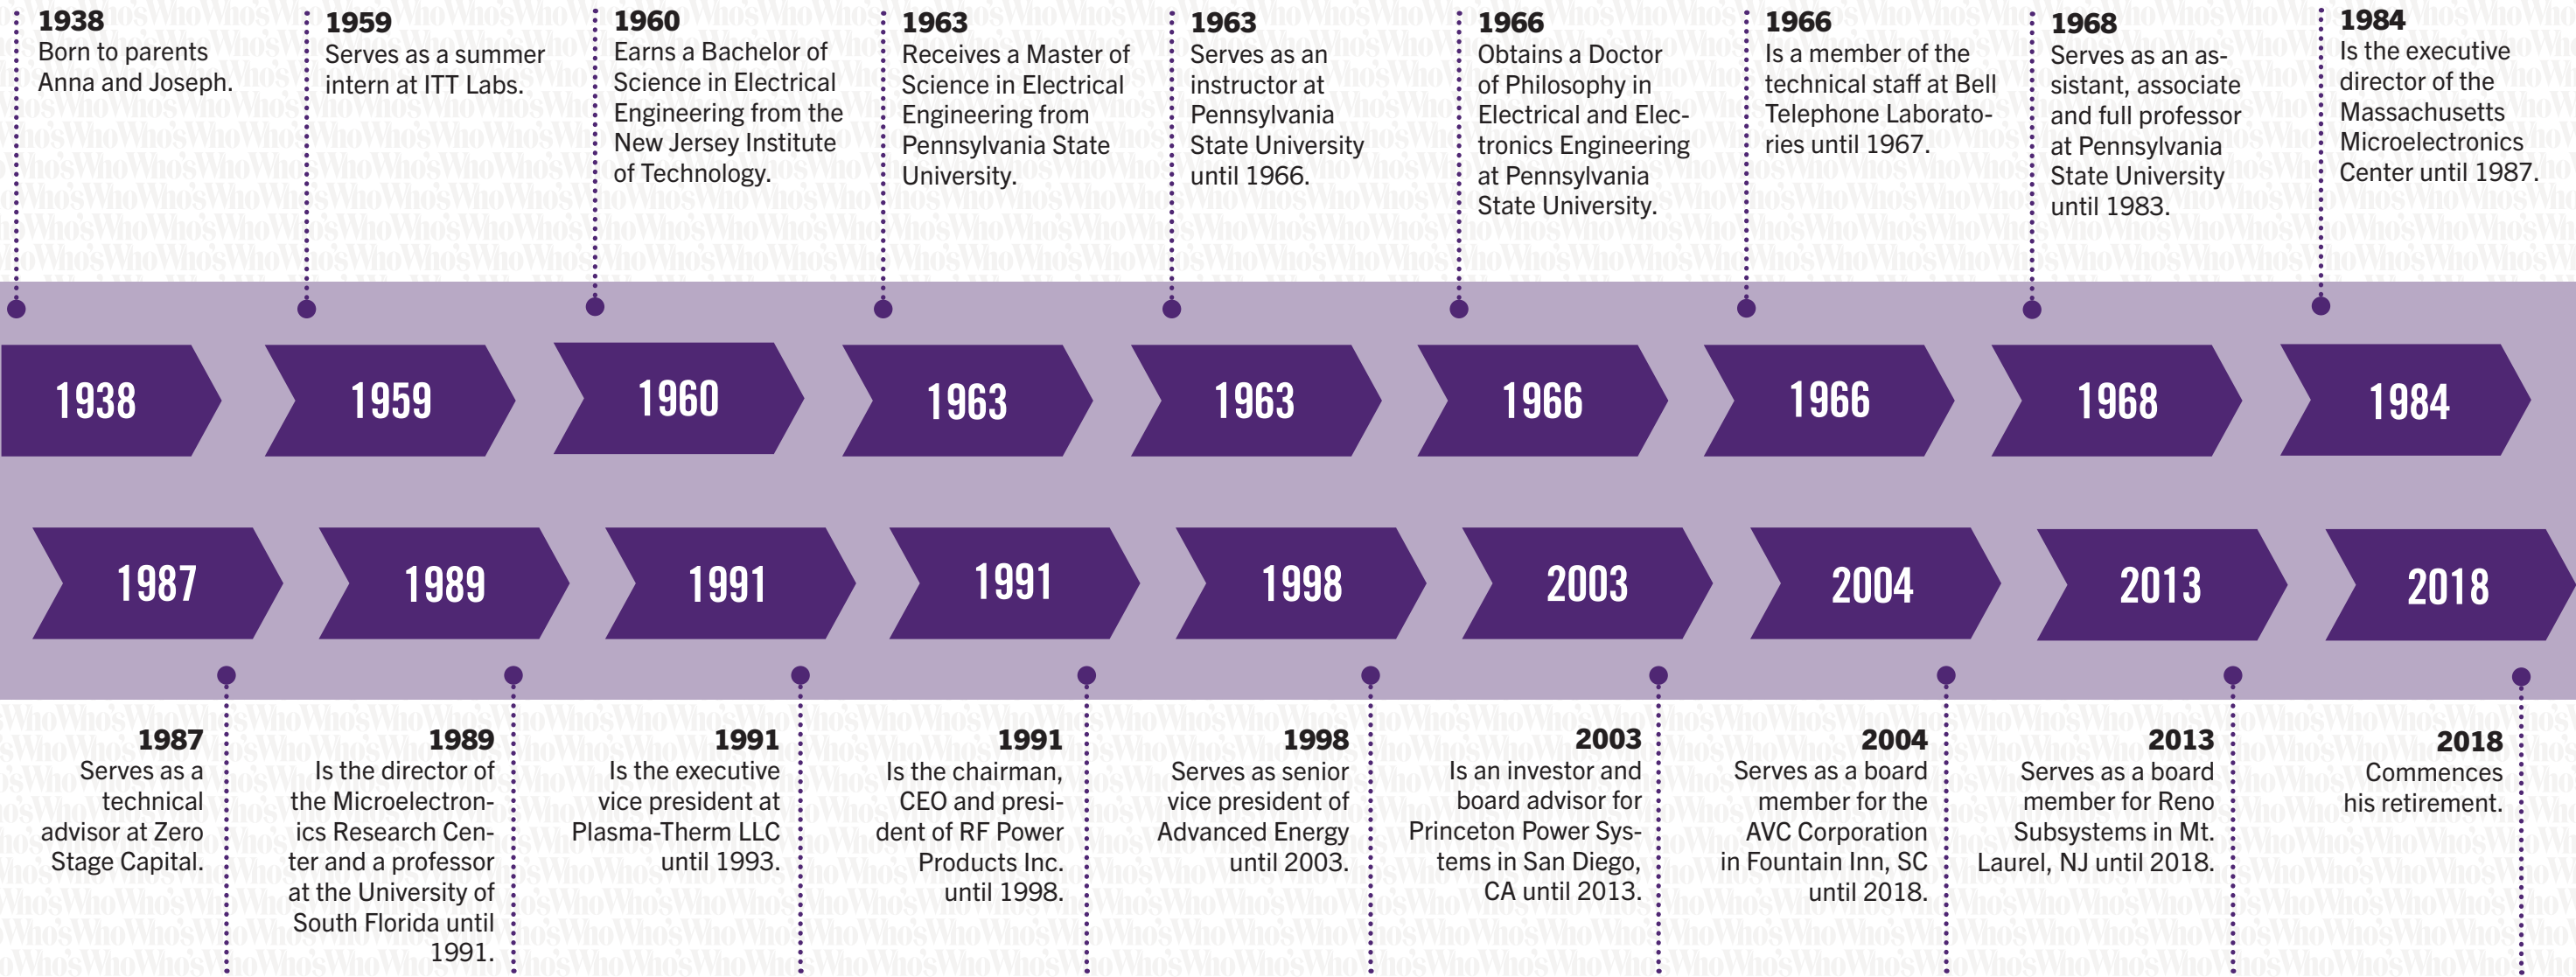 1938
Born to parents
Anna and Joseph.
1959
Serves as a summer
intern at ITT Labs.
1960
Earns a Bachelor of
Science in Electrical
Engineering from the
New Jersey Institute
of Technology.
1963
Receives a Master of
Science in Electrical
Engineering from
Pennsylvania State
University.
1963
Serves as an
instructor at
Pennsylvania
State University
until 1966.
1966
Obtains a Doctor
of Philosophy in
Electrical and Elec-
tronics Engineering
at Pennsylvania
State University.
1966
Is a member of the
technical staff at Bell
Telephone Laborato-
ries until 1967.
1968
Serves as an as-
sistant, associate
and full professor
at Pennsylvania
State University
until 1983.
1984
Is the executive
director of the
Massachusetts
Microelectronics
Center until 1987.
1938
1959
1960
1963
1963
1966
1966
1968
1984
1987
1989
1991
1991
1998
2003
2004
2013
2018
1987
Serves as a
technical
advisor at Zero
Stage Capital.
1989
Is the director of
the Microelectron-
ics Research Cen-
ter and a professor
at the University of
South Florida until
1991.
1991
Is the executive
vice president at
Plasma-Therm LLC
until 1993.
1991
Is the chairman,
CEO and presi-
dent of RF Power
Products Inc.
until 1998.
1998
Serves as senior
vice president of
Advanced Energy
until 2003.
2003
Is an investor and
board advisor for
Princeton Power Sys-
tems in San Diego,
CA until 2013.
2004
Serves as a board
member for the
AVC Corporation
in Fountain Inn, SC
until 2018.
2013
Serves as a board
member for Reno
Subsystems in Mt.
Laurel, NJ until 2018.
2018
Commences
his retirement.